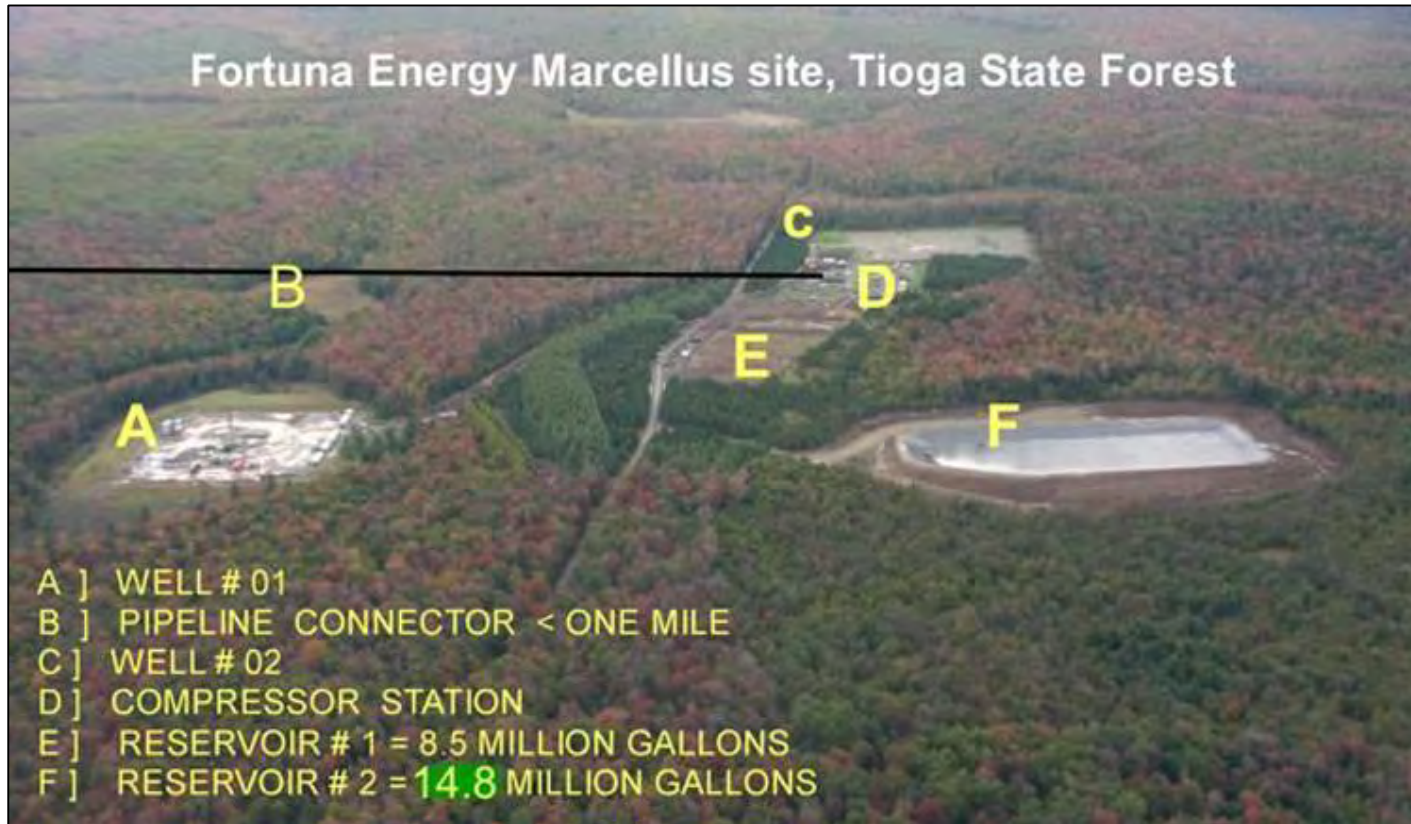 Fortuna Energy Marcellus site, Tioga State Forest
c
B
D
E
A
F
A ] WELL # 01
B ] PIPELINE CONNECTOR < ONE MILE
C ] WELL # 02
D ] COMPRESSOR STATION
E ] RESERVOIR # 1 = 8.5 MILLION GALLONS
F ] RESERVOIR # 2 = 14.8 MILLION GALLONS